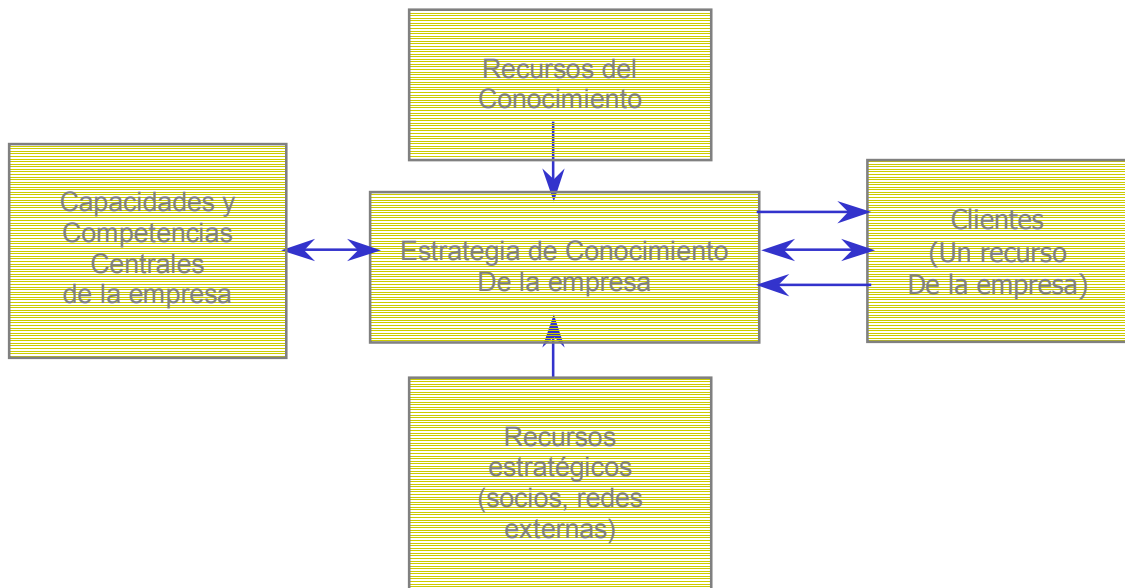 Recursos del
Conocimiento
Capacidades y
Competencias
Centrales
de la empresa
Estrategia de Conocimiento
De la empresa
Clientes
(Un recurso
De la empresa)
Recursos
estratégicos
(socios, redes
externas)